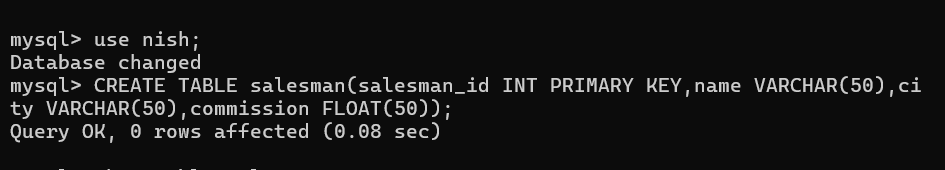 mysql> use nish;
Database changed
mysql> CREATE TABLE salesman(salesman_id INT PRIMARY KEY,name VARCHAR(50),ci
ty VARCHAR(50),commission FLOAT(50));
Query OK, 0 rows affected (0.08 sec)